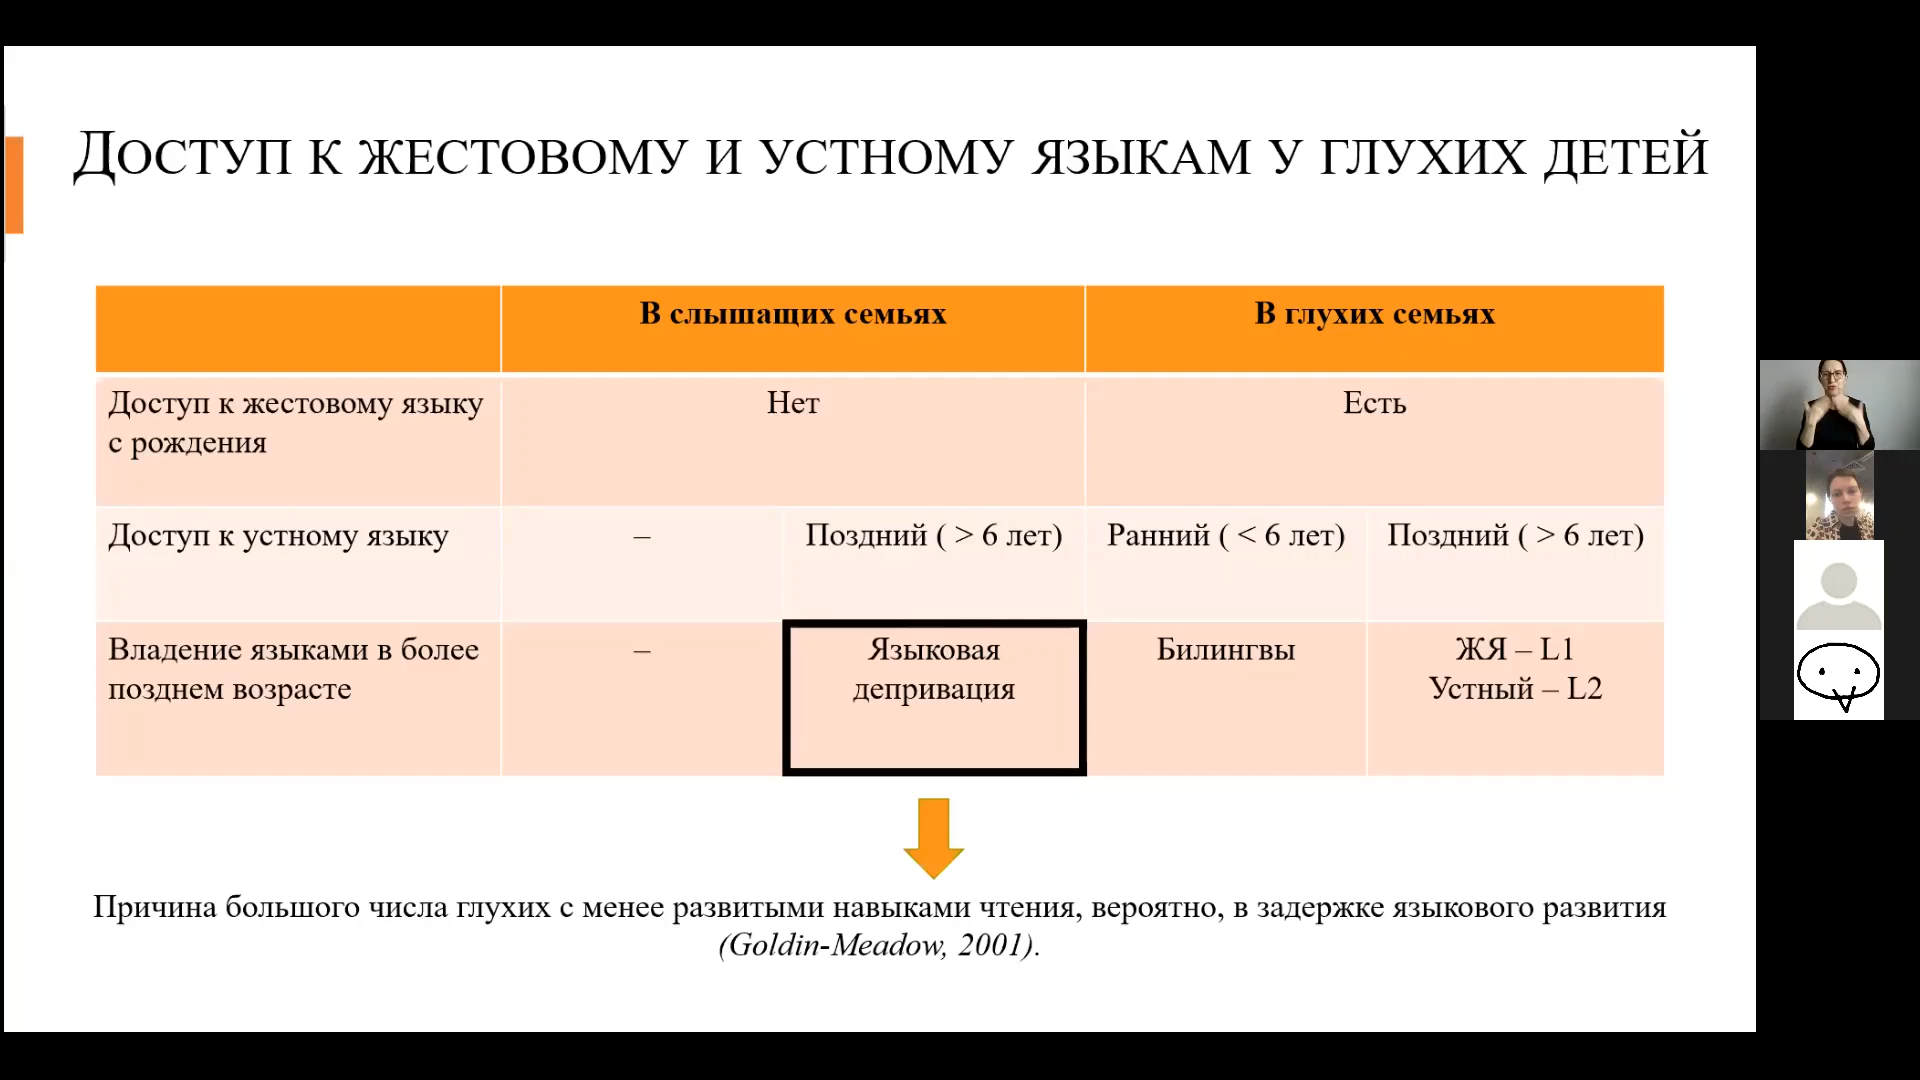 Доступ к жестовому и устному языкам у глухих детей
В слышащих семьях
В глухих семьях
Доступ к жестовому языку
с рождения
Нет
Есть
Доступ к устному языку
–
Поздний ( > 6 лет)
Ранний ( < 6 лет)
Поздний ( > 6 лет)
Владение языками в более
позднем возрасте
–
Языковая
депривация
Билингвы
ЖЯ – L1
Устный – L2
Причина большого числа глухих с менее развитыми навыками чтения, вероятно, в задержке языкового развития
(Goldin-Meadow, 2001).